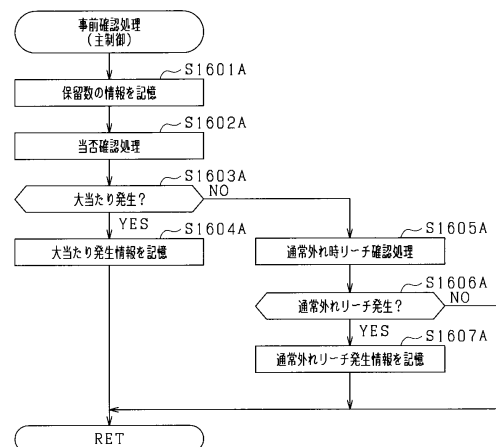 事前確認処理
(主制御)
S1601A
保留数の情報を記憶
S1602A
当否確認処理
S1603A
大当たり発生?
NO
YES
S1604A
大当たり発生情報を記憶
S1605A
通常外れ時リーチ確認処理
S1606A
通常外れリーチ発生?
NO
YES
S1607A
通常外れリーチ発生情報を記憶
RET